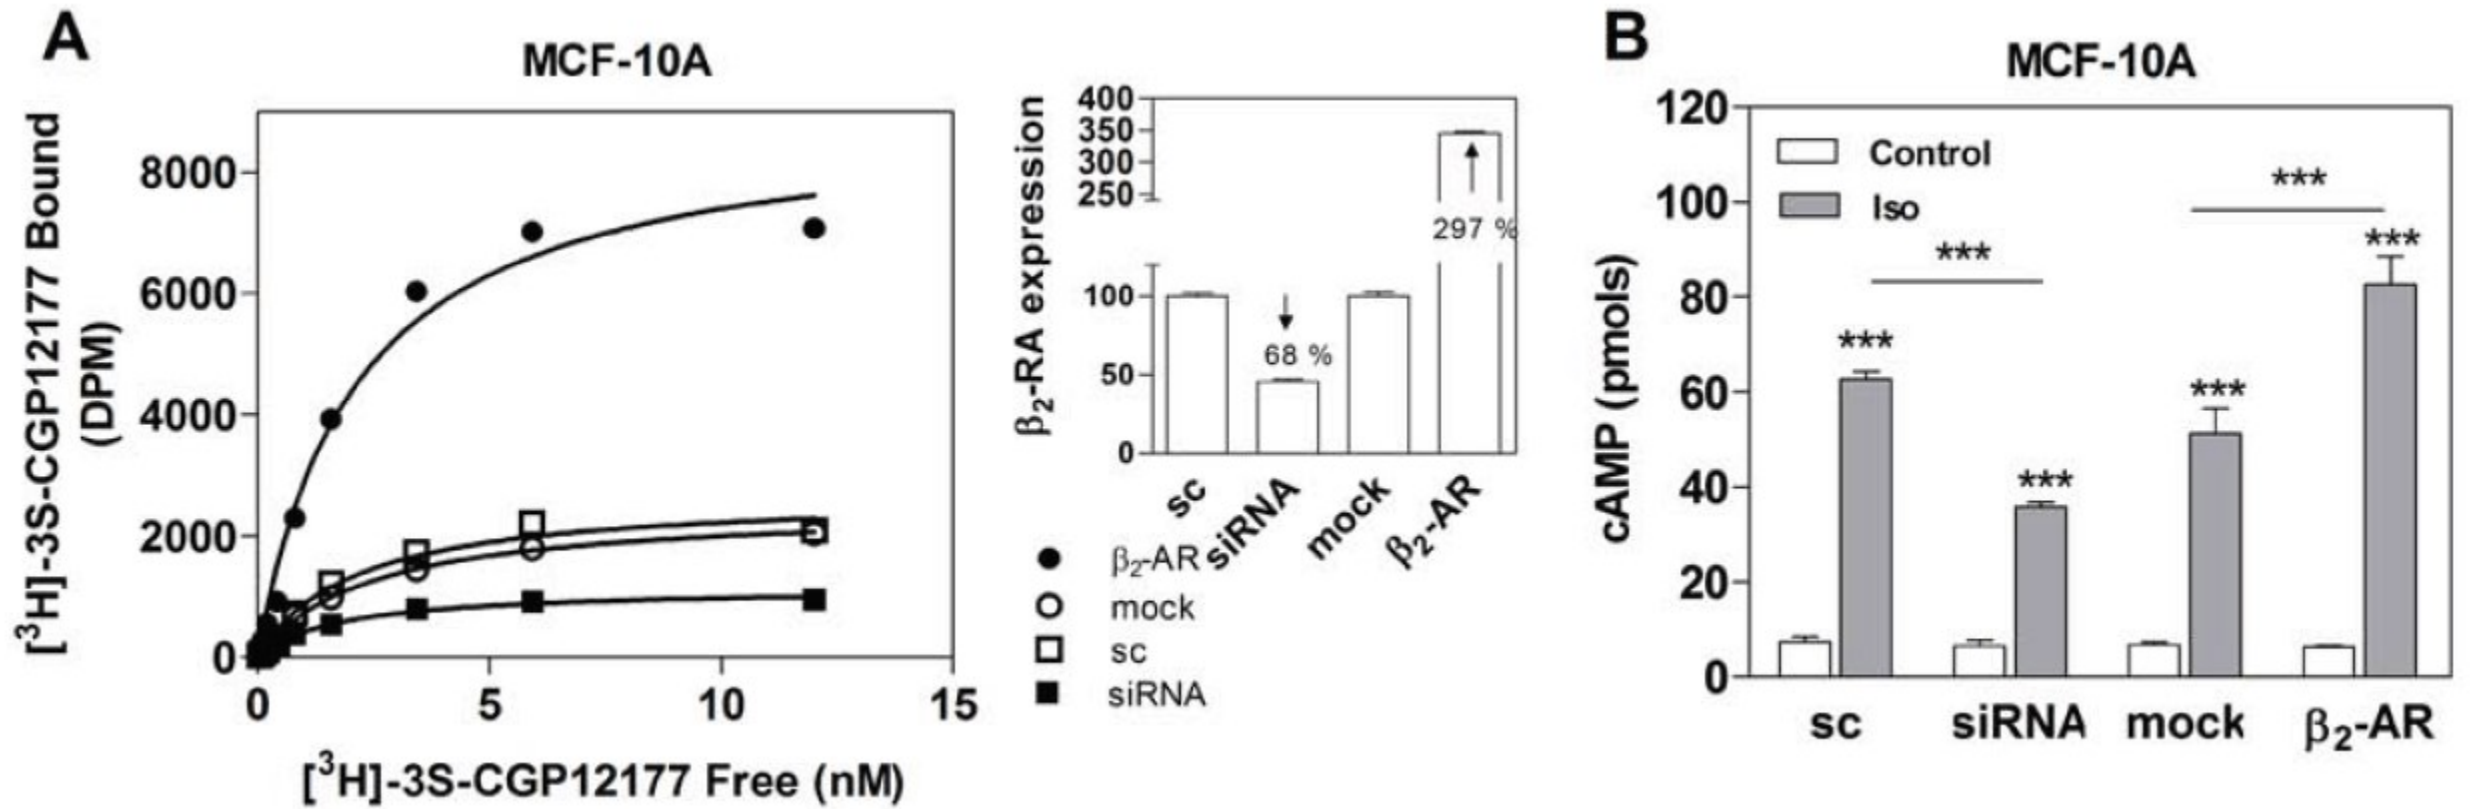 A
MCF-10A
[³H]-3S-CGP12177 Bound
(DPM)
8000
6000
4000
2000
0
0 5 10 15
[³H]-3S-CGP12177 Free (nM)
β₂-RA expression
400
350
300
250
100
50
0
68 %
297 %
sc
siRNA
mock
β₂-AR
β₂-AR
mock
sc
siRNA
B
MCF-10A
cAMP (pmols)
120
100
80
60
40
20
0
Control
Iso
***
***
***
***
***
***
sc siRNA mock β₂-AR